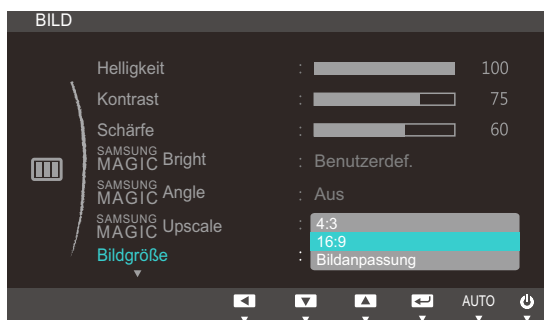 BILD
Helligkeit : 100
Kontrast : 75
Schärfe : 60
SAMSUNG MAGIC Bright : Benutzerdef.
SAMSUNG MAGIC Angle : Aus
SAMSUNG MAGIC Upscale : 4:3
16:9
Bildgröße : Bildanpassung
AUTO